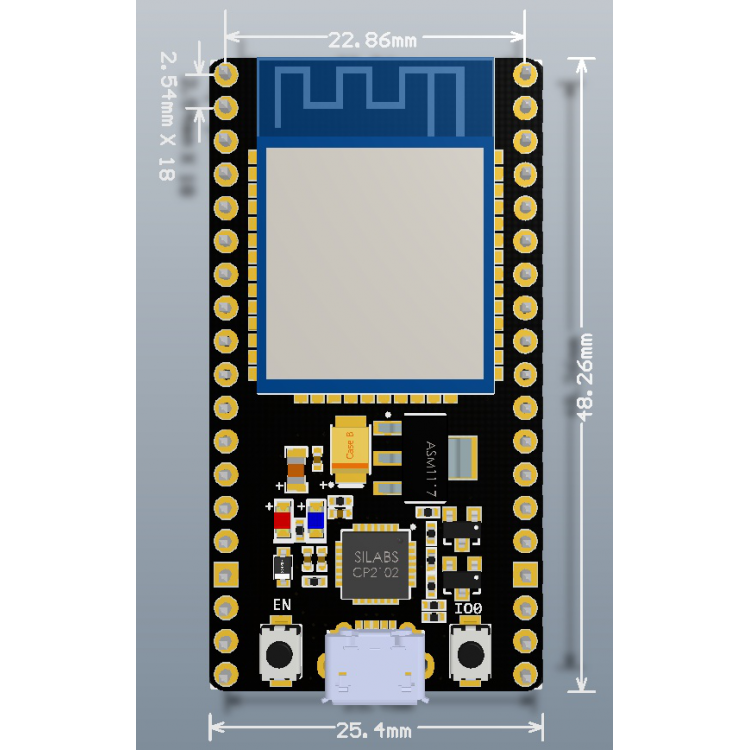 22.86mm
2.54mm X 18
48.26mm
Case B
ASM1117
+
+
+
+
SILABS
CP2102
EN
IO0
25.4mm